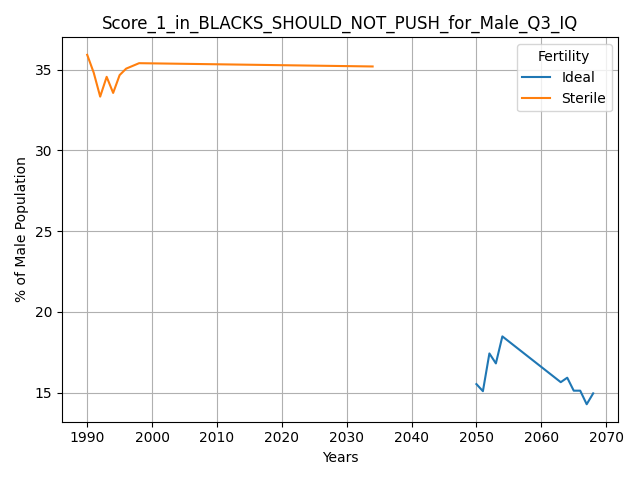 Score_1_in_BLACKS_SHOULD_NOT_PUSH_for_Male_Q3_IQ
Fertility
Ideal
Sterile
% of Male Population
35
30
25
20
15
1990 2000 2010 2020 2030 2040 2050 2060 2070
Years